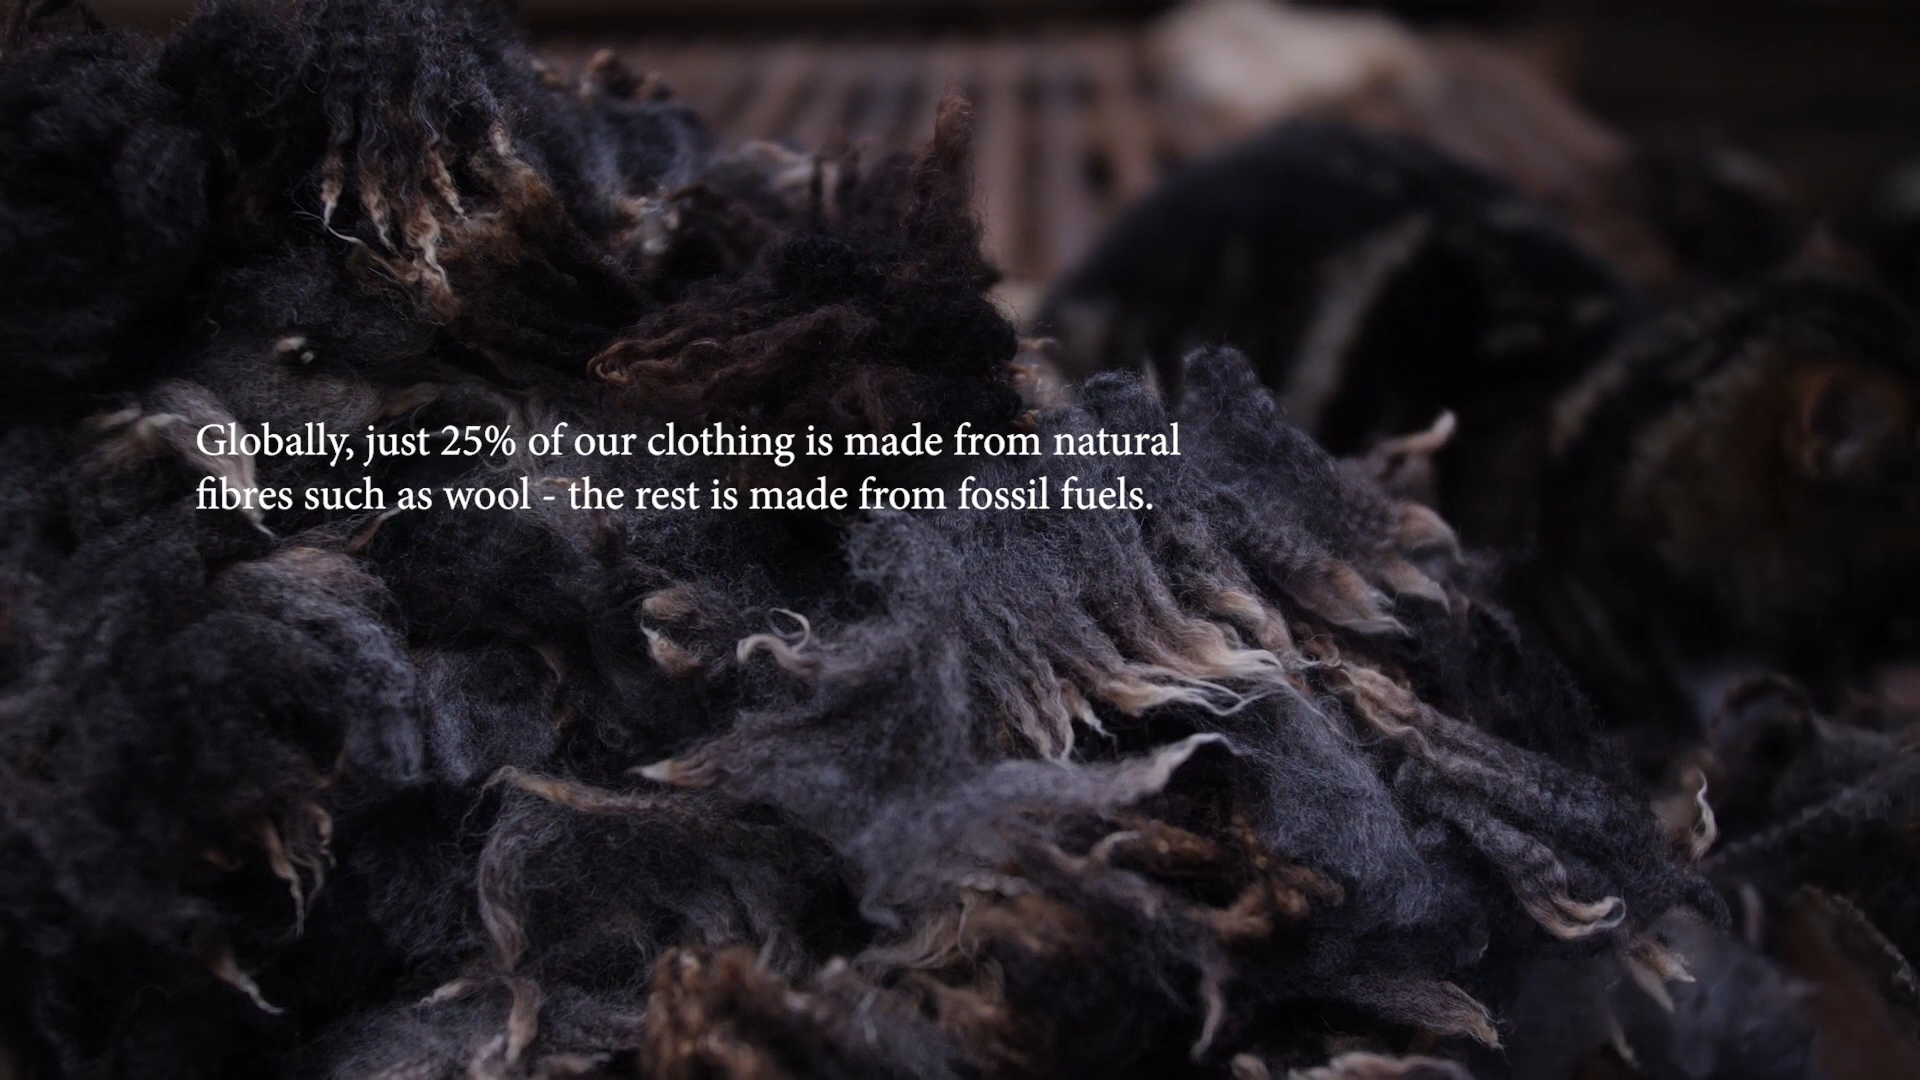 Globally, just 25% of our clothing is made from natural
fibres such as wool - the rest is made from fossil fuels.